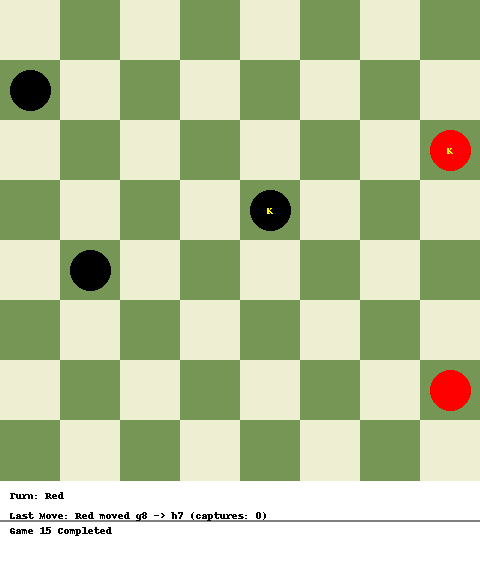 K
K
Turn: Red
Last Move: Red moved g8 -> h7 (captures: 0)
Game 15 Completed